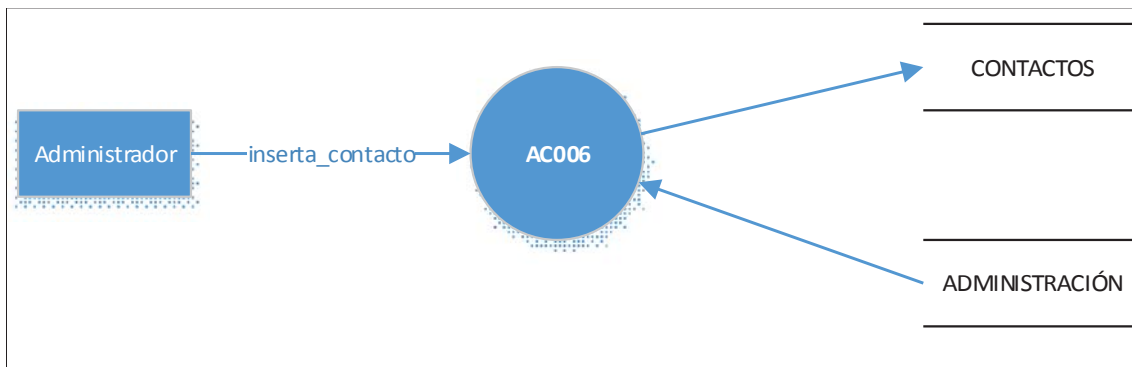 CONTACTOS
Administrador
inserta_contacto
AC006
ADMINISTRACIÓN